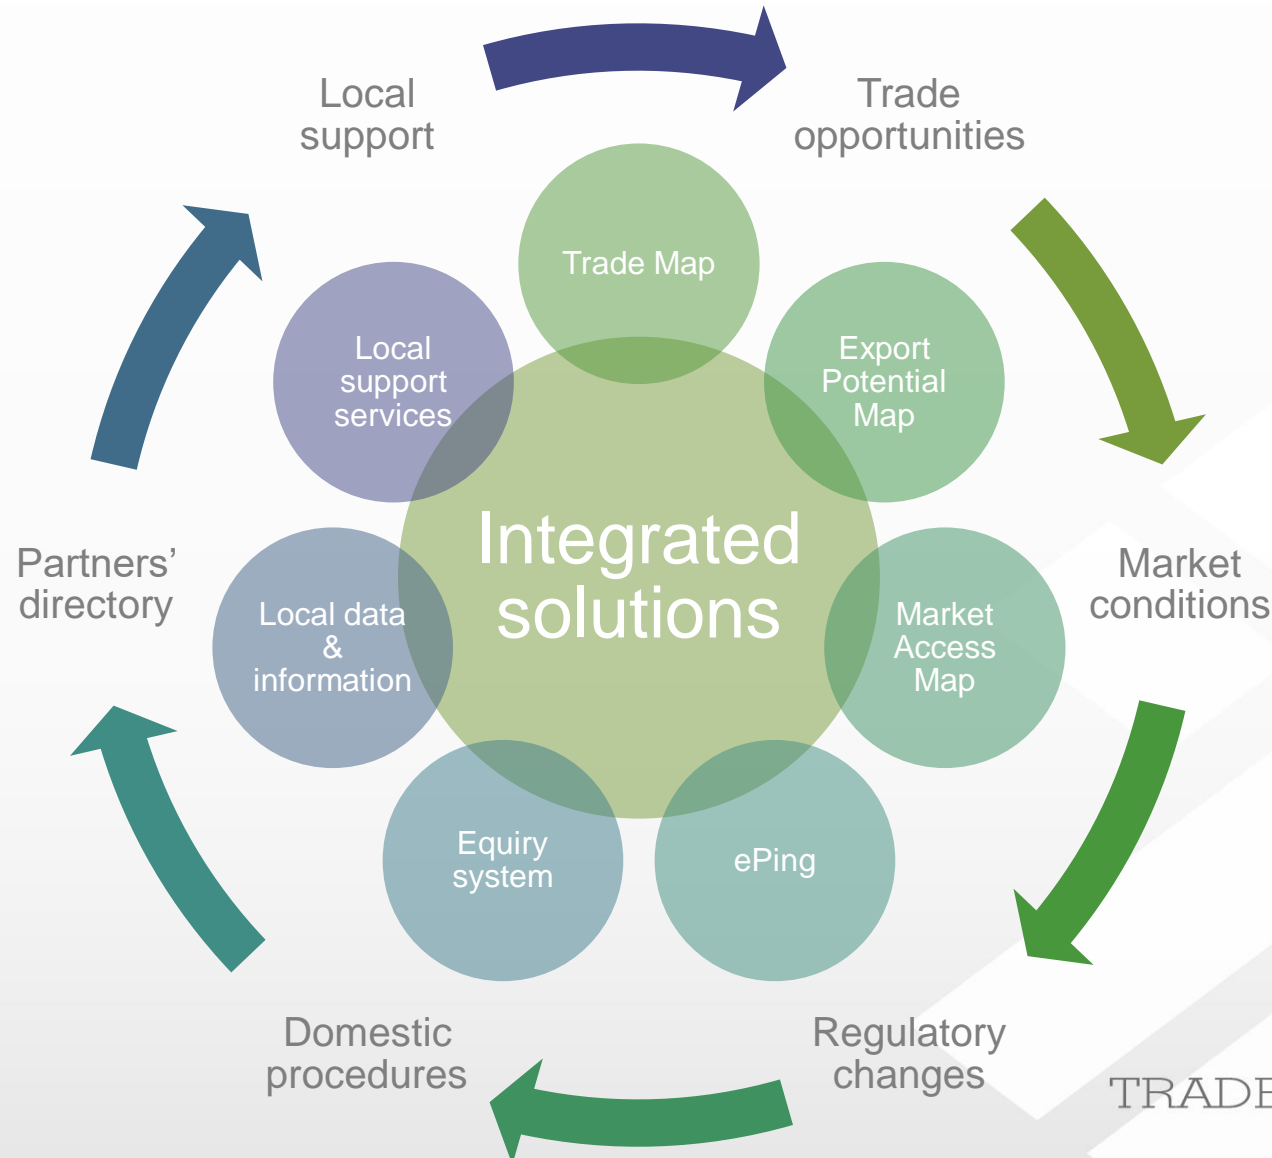 Local
support
Trade
opportunities
Trade Map
Local
support
services
Export
Potential
Map
Integrated
solutions
Partners’
directory
Market
conditions
Local data
&
information
Market
Access
Map
Equiry
system
ePing
Domestic
procedures
Regulatory
changes
TRADE